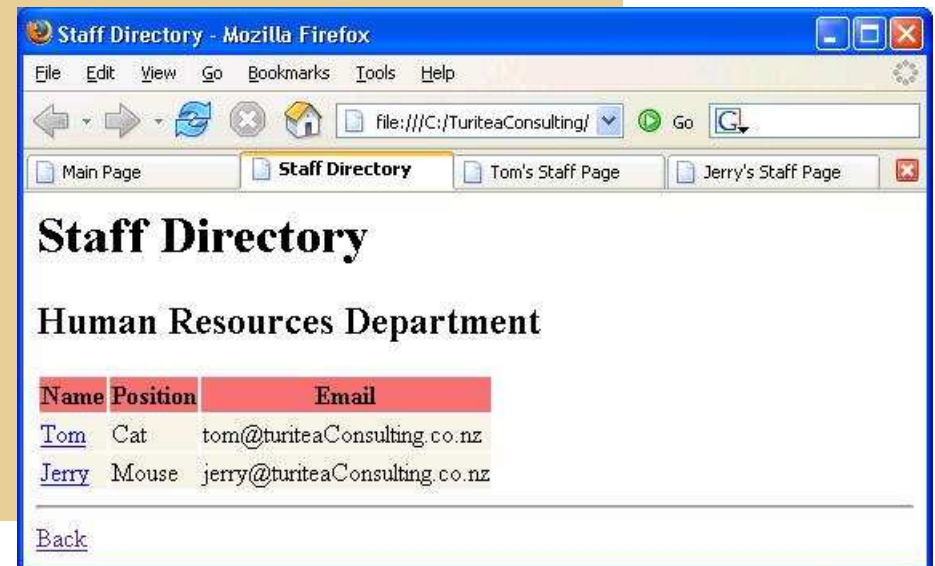 Staff Directory - Mozilla Firefox
File Edit View Go Bookmarks Tools Help
file:///C:/TuriteaConsulting/ Go G
Main Page Staff Directory Tom's Staff Page Jerry's Staff Page
Staff Directory
Human Resources Department
Name Position Email
Tom Cat tom@turiteaConsulting.co.nz
Jerry Mouse jerry@turiteaConsulting.co.nz
Back